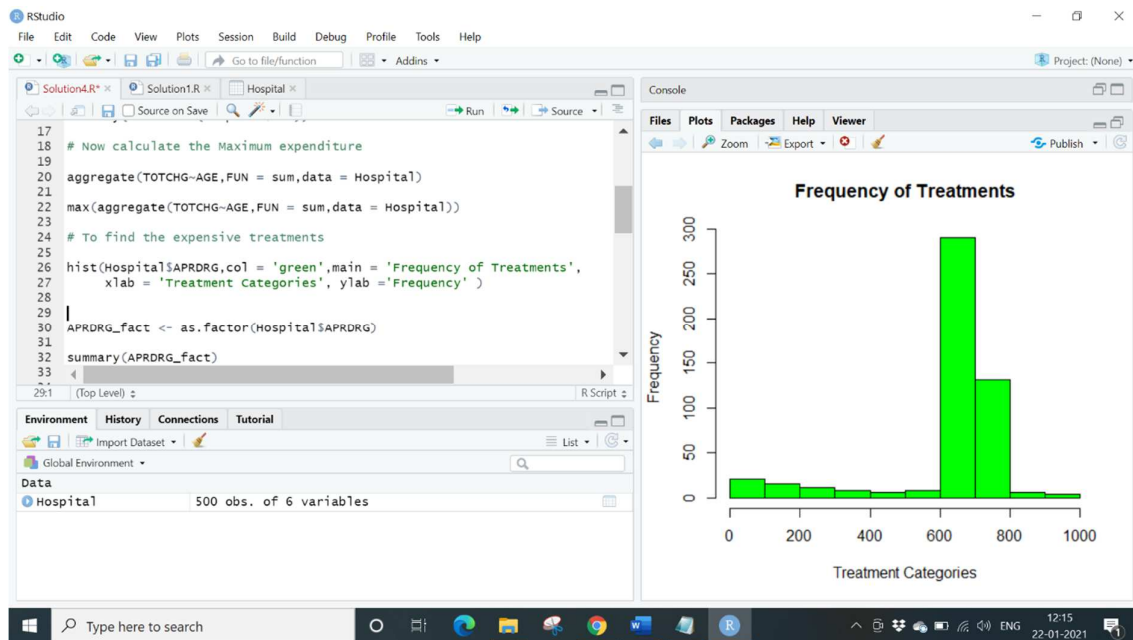 RStudio
File Edit Code View Plots Session Build Debug Profile Tools Help
Go to file/function Addins Project: (None)
Solution4.R* Solution1.R Hospital
Source on Save Run Source
17
18 # Now calculate the Maximum expenditure
19
20 aggregate(TOTCHG~AGE,FUN = sum,data = Hospital)
21
22 max(aggregate(TOTCHG~AGE,FUN = sum,data = Hospital))
23
24 # To find the expensive treatments
25
26 hist(Hospital$APRDRG,col = 'green',main = 'Frequency of Treatments',
27 xlab = 'Treatment Categories', ylab ='Frequency' )
28
29
30 APRDRG_fact <- as.factor(Hospital$APRDRG)
31
32 summary(APRDRG_fact)
33
29:1 (Top Level) R Script
Environment History Connections Tutorial
Import Dataset List
Global Environment
Data
Hospital 500 obs. of 6 variables
Console
Files Plots Packages Help Viewer
Zoom Export Publish
Frequency of Treatments
Frequency
300
250
200
150
100
50
0
0 200 400 600 800 1000
Treatment Categories
Type here to search
ENG
12:15
22-01-2021
1